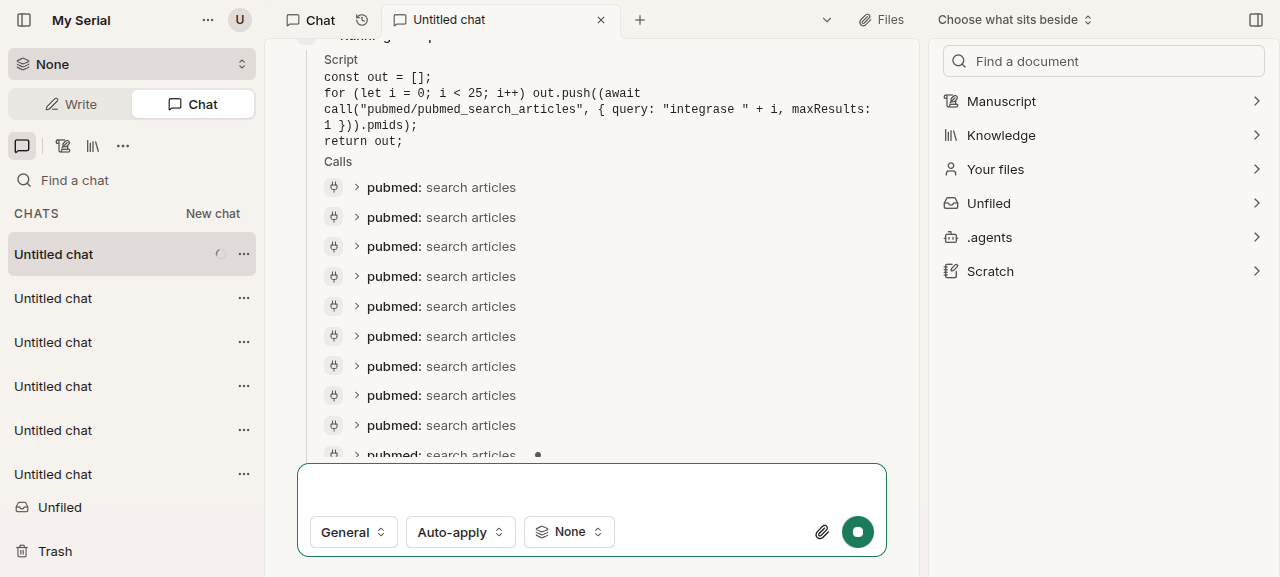 My Serial
U
None
Write
Chat
Find a chat
CHATS
New chat
Untitled chat
Untitled chat
Untitled chat
Untitled chat
Untitled chat
Untitled chat
Unfiled
Trash
Chat
Untitled chat
Files
Script
const out = [];
for (let i = 0; i < 25; i++) out.push((await
call("pubmed/pubmed_search_articles", { query: "integrase " + i, maxResults:
1 })).pmids);
return out;
Calls
pubmed: search articles
pubmed: search articles
pubmed: search articles
pubmed: search articles
pubmed: search articles
pubmed: search articles
pubmed: search articles
pubmed: search articles
pubmed: search articles
pubmed: search articles
General
Auto-apply
None
Choose what sits beside
Find a document
Manuscript
Knowledge
Your files
Unfiled
.agents
Scratch